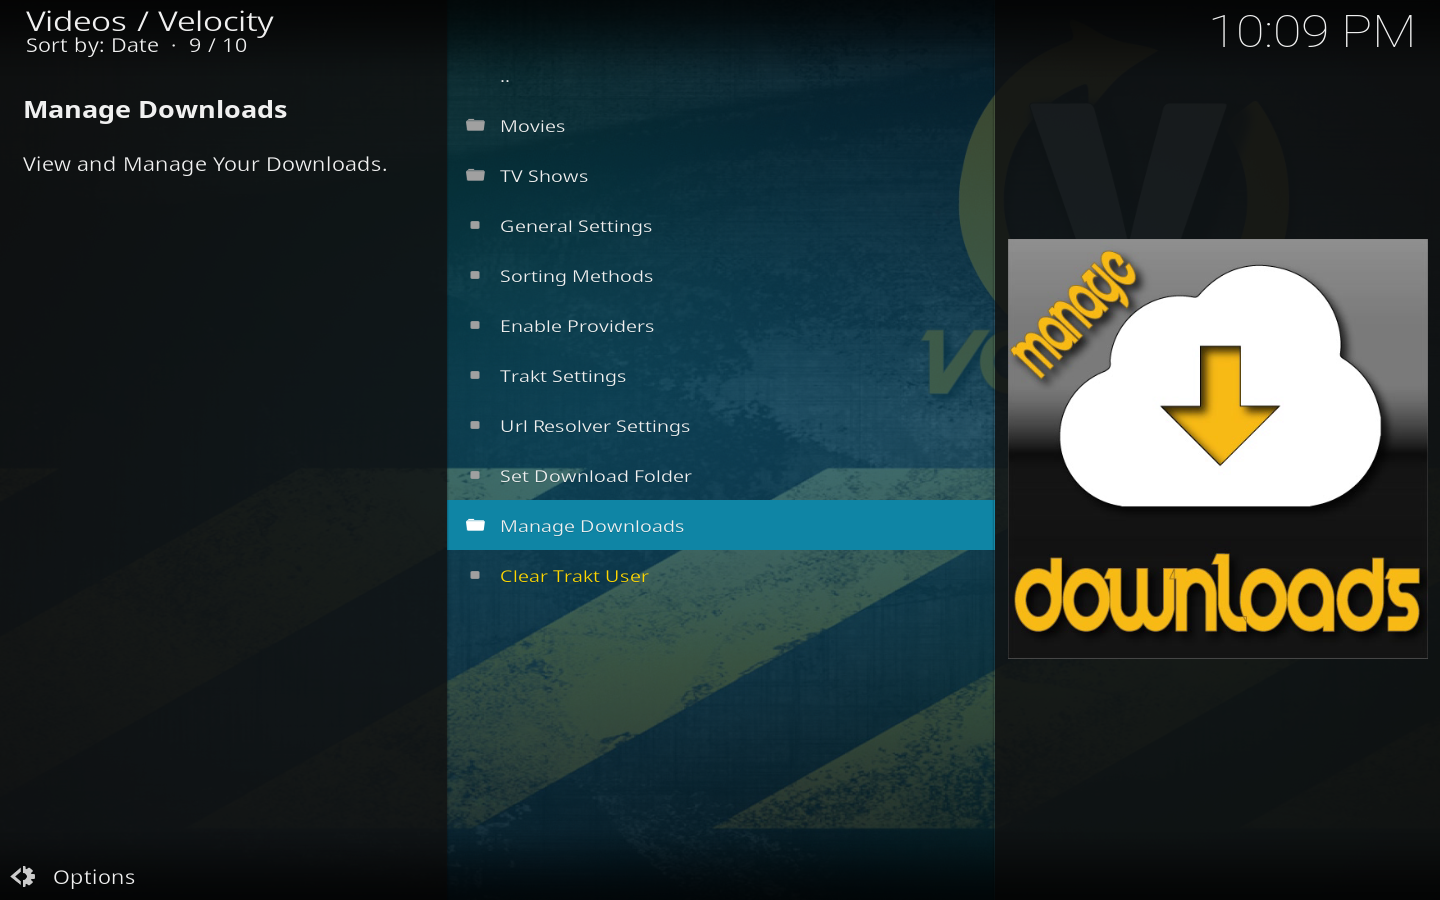 Videos / Velocity
Sort by: Date · 9 / 10
10:09 PM
Manage Downloads
View and Manage Your Downloads.
..
Movies
TV Shows
General Settings
Sorting Methods
Enable Providers
Trakt Settings
Url Resolver Settings
Set Download Folder
Manage Downloads
Clear Trakt User
manage
downloads
Options